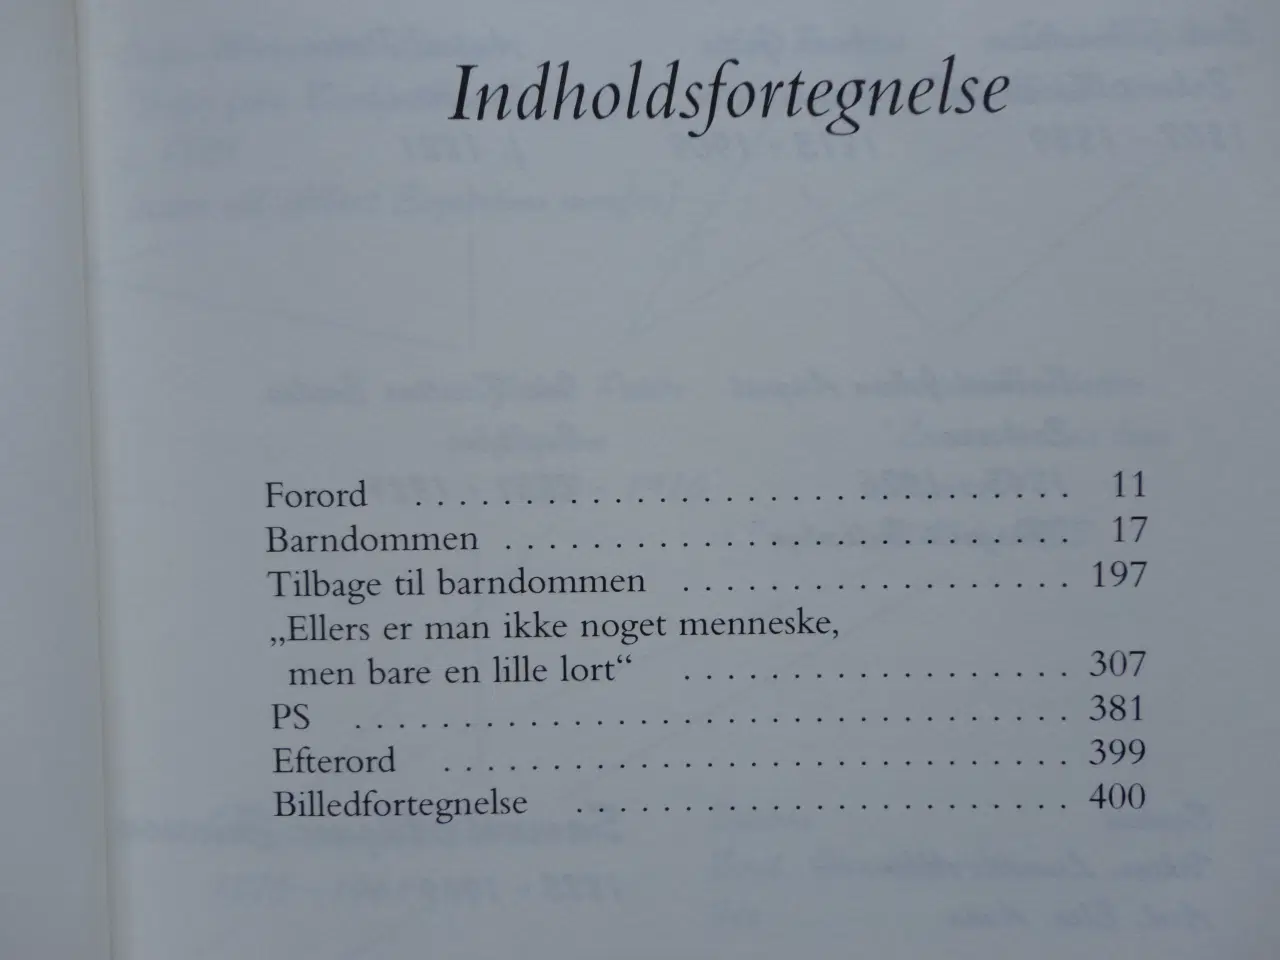 Indholdsfortegnelse
Forord . . . . . . . . . . . . . . . . . . . . . . . 11
Barndommen . . . . . . . . . . . . . . . . . . . . 17
Tilbage til barndommen . . . . . . . . . . . . . . 197
„Ellers er man ikke noget menneske,
men bare en lille lort“ . . . . . . . . . . . . . . 307
PS . . . . . . . . . . . . . . . . . . . . . . . . . 381
Efterord . . . . . . . . . . . . . . . . . . . . . . 399
Billedfortegnelse . . . . . . . . . . . . . . . . . . 400